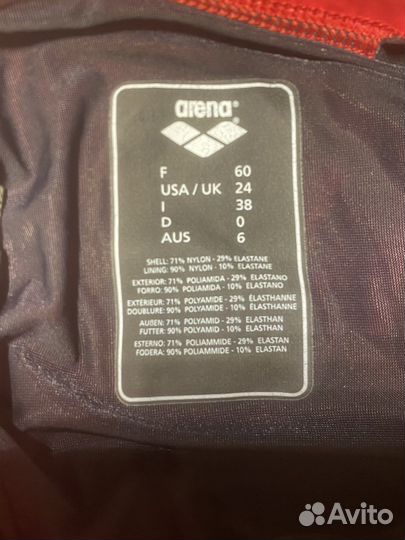 arena®
F 60
USA / UK 24
I 38
D 0
AUS 6
SHELL: 71% NYLON - 29% ELASTANE
LINING: 90% NYLON - 10% ELASTANE
EXTERIOR: 71% POLIAMIDA - 29% ELASTANO
FORRO: 90% POLIAMIDA - 10% ELASTANO
EXTÉRIEUR: 71% POLYAMIDE - 29% ÉLASTHANNE
DOUBLURE: 90% POLYAMIDE - 10% ÉLASTHANNE
AUßEN: 71% POLYAMID - 29% ELASTHAN
FUTTER: 90% POLYAMID - 10% ELASTHAN
ESTERNO: 71% POLIAMMIDE - 29% ELASTAN
FODERA: 90% POLIAMMIDE - 10% ELASTAN
Avito